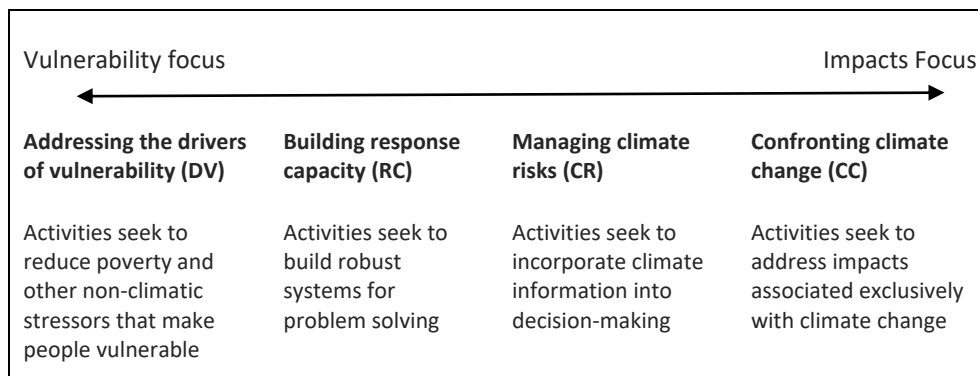 Vulnerability focus
Impacts Focus
Addressing the drivers
of vulnerability (DV)
Activities seek to
reduce poverty and
other non-climatic
stressors that make
people vulnerable
Building response
capacity (RC)
Activities seek to
build robust
systems for
problem solving
Managing climate
risks (CR)
Activities seek to
incorporate climate
information into
decision-making
Confronting climate
change (CC)
Activities seek to
address impacts
associated exclusively
with climate change